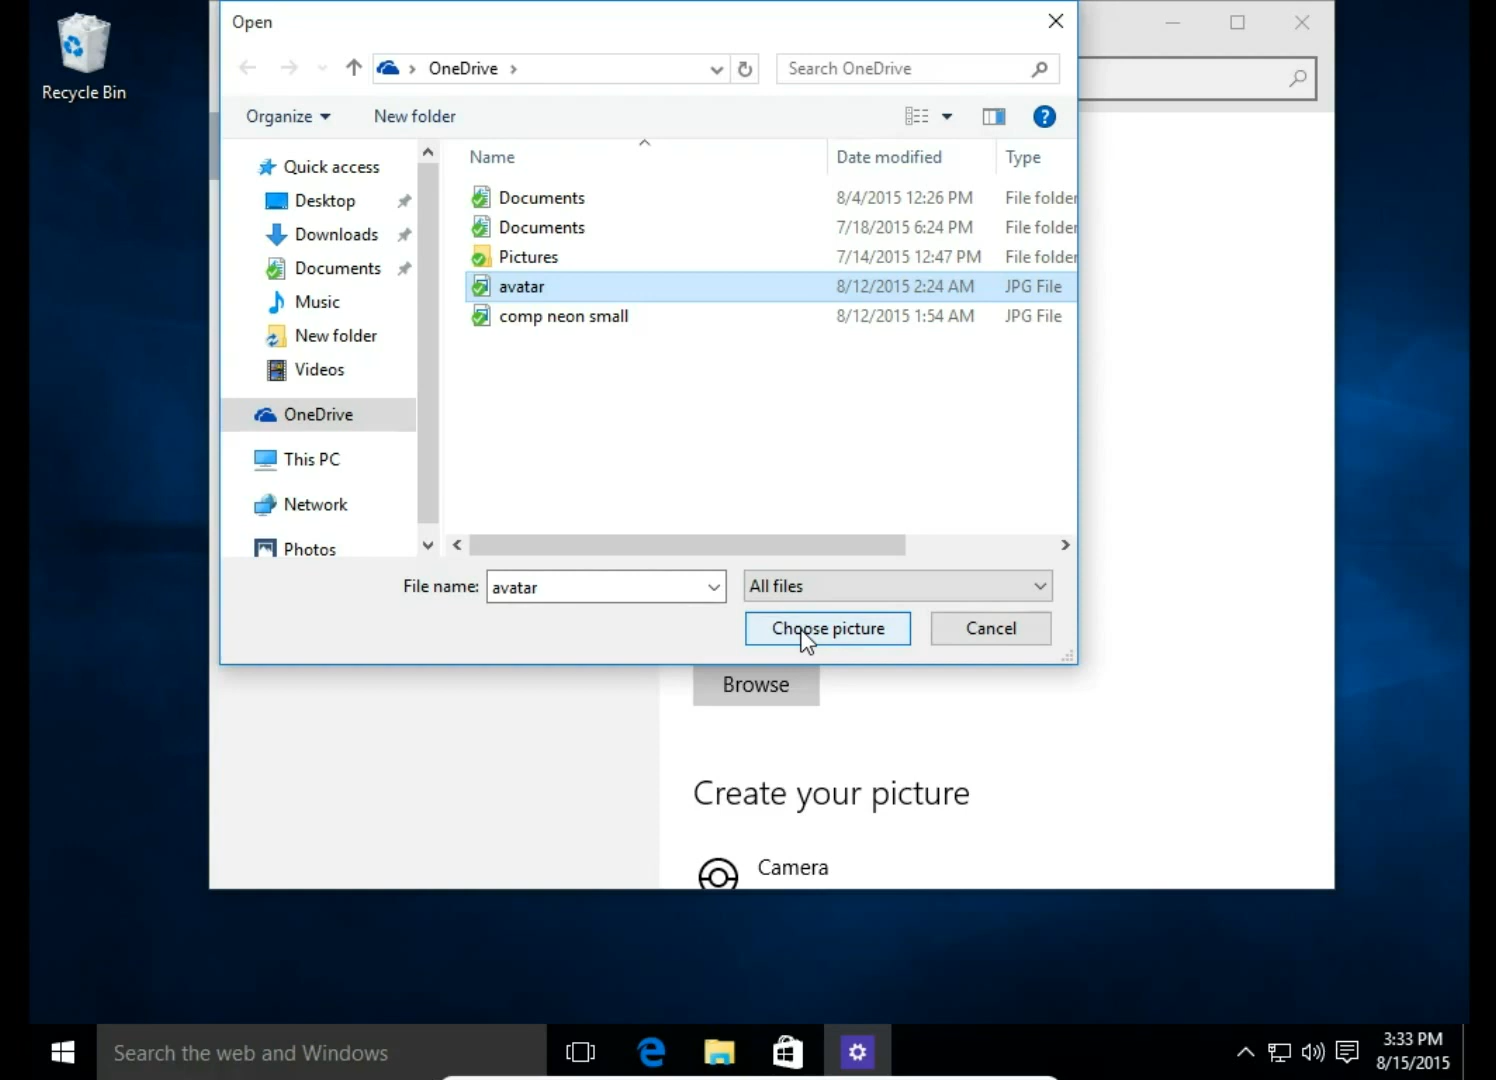 Recycle Bin
Open
OneDrive
Search OneDrive
Organize
New folder
Name
Date modified
Type
Quick access
Desktop
Downloads
Documents
Music
New folder
Videos
OneDrive
This PC
Network
Photos
Documents 8/4/2015 12:26 PM File folder
Documents 7/18/2015 6:24 PM File folder
Pictures 7/14/2015 12:47 PM File folder
avatar 8/12/2015 2:24 AM JPG File
comp neon small 8/12/2015 1:54 AM JPG File
File name: avatar
All files
Choose picture
Cancel
Browse
Create your picture
Camera
Search the web and Windows
3:33 PM
8/15/2015